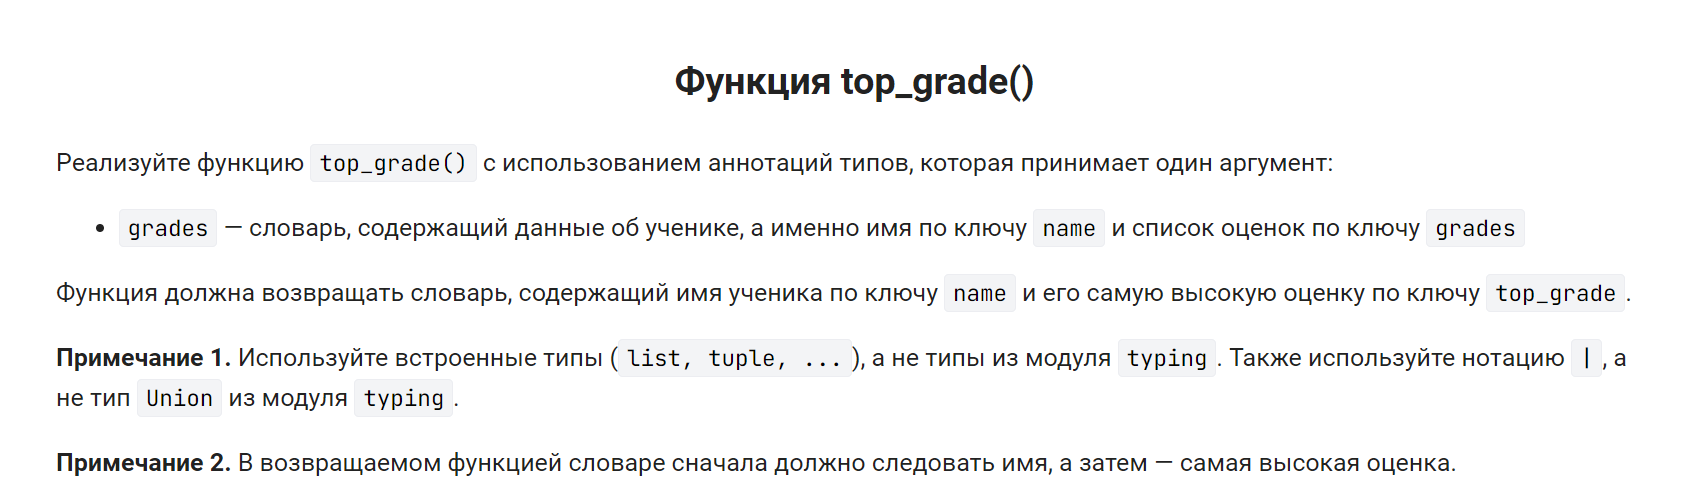 Функция top_grade()
Реализуйте функцию top_grade() с использованием аннотаций типов, которая принимает один аргумент:
• grades — словарь, содержащий данные об ученике, а именно имя по ключу name и список оценок по ключу grades
Функция должна возвращать словарь, содержащий имя ученика по ключу name и его самую высокую оценку по ключу top_grade.
Примечание 1. Используйте встроенные типы (list, tuple, ...), а не типы из модуля typing. Также используйте нотацию |, а
не тип Union из модуля typing.
Примечание 2. В возвращаемом функцией словаре сначала должно следовать имя, а затем — самая высокая оценка.